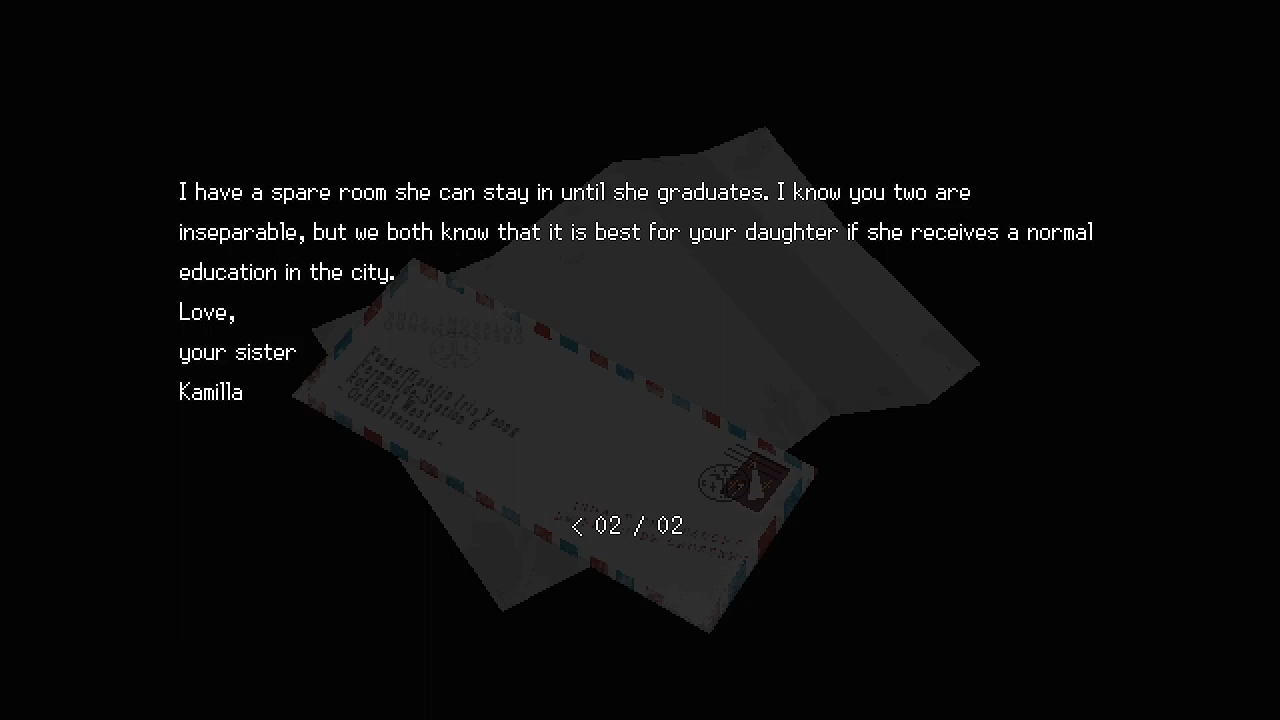 I have a spare room she can stay in until she graduates. I know you two are
inseparable, but we both know that it is best for your daughter if she receives a normal
education in the city.
Love,
your sister
Kamilla
Iris Yeong
< 02 / 02